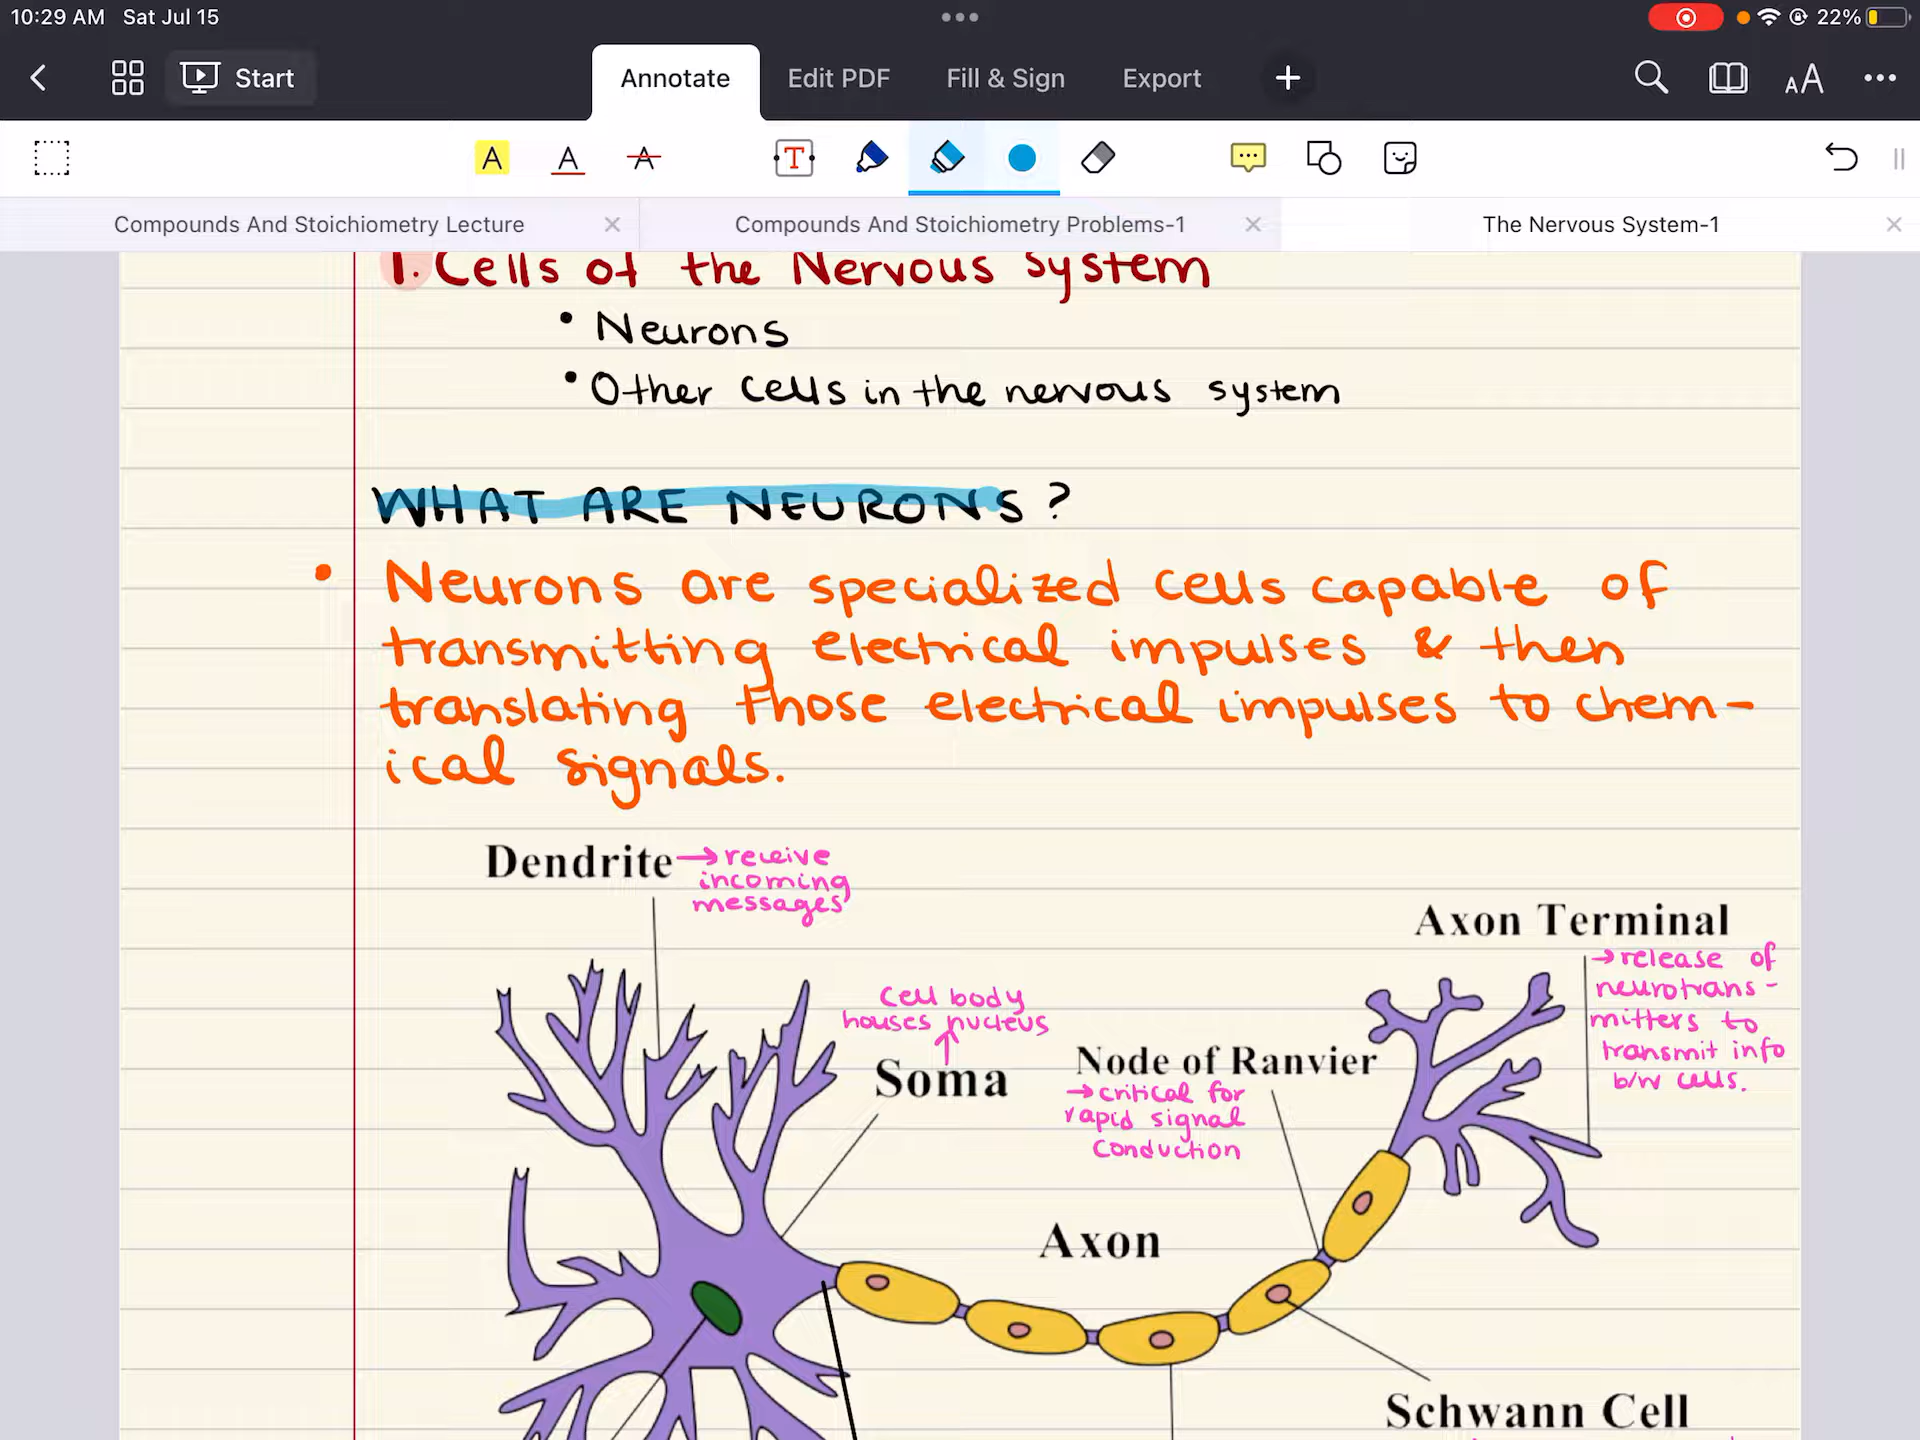 10:29 AM Sat Jul 15
22%
Start
Annotate
Edit PDF
Fill & Sign
Export
AA
A A A T
Compounds And Stoichiometry Lecture
Compounds And Stoichiometry Problems-1
The Nervous System-1
1. Cells of the Nervous System
• Neurons
• Other cells in the nervous system
WHAT ARE NEURONS?
• Neurons are specialized cells capable of
transmitting electrical impulses & then
translating those electrical impulses to chem-
ical signals.
Dendrite → receive
incoming
messages
Axon Terminal
→ release of
neurotrans-
mitters to
transmit info
b/w cells.
Cell body
houses nucleus
↑
Soma
Node of Ranvier
→ critical for
rapid signal
conduction
Axon
Schwann Cell